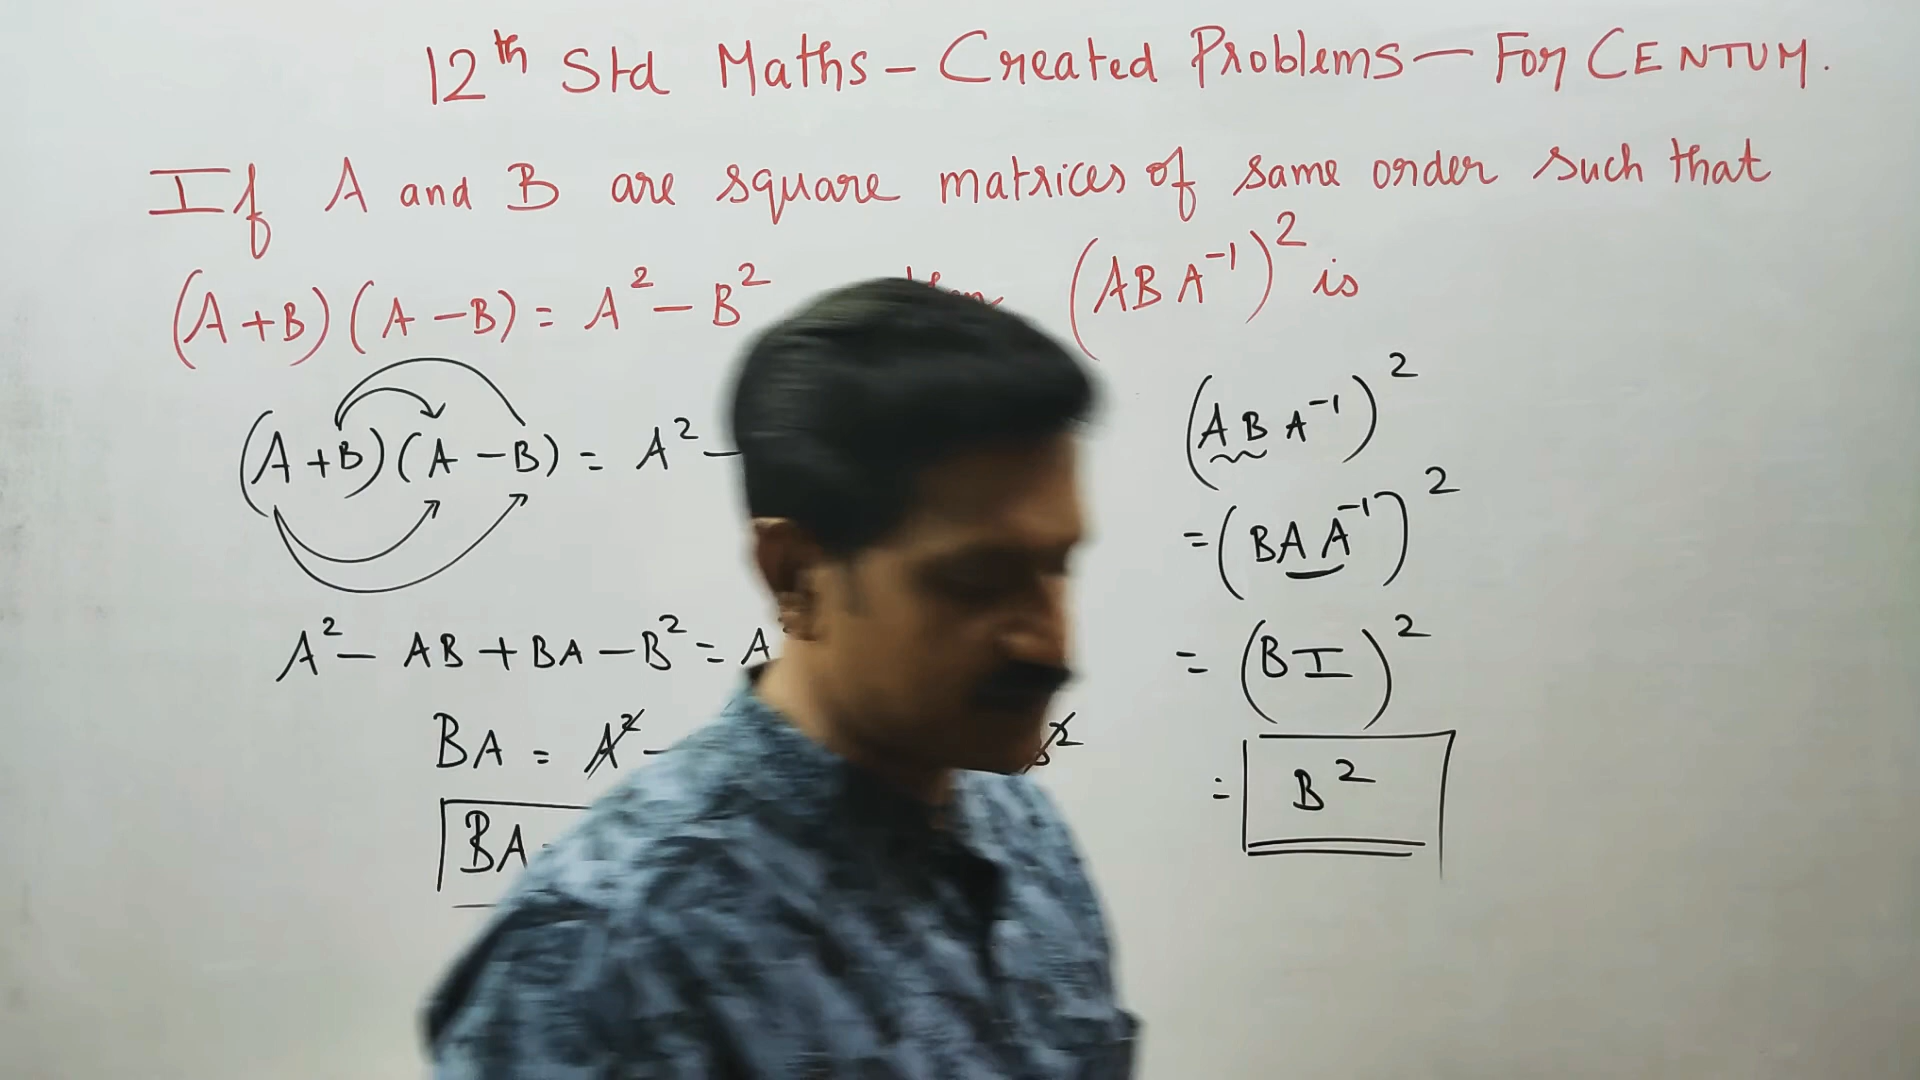 12th Std Maths – Created Problems – For CENTUM.
If A and B are square matrices of same order such that
(A+B)(A-B) = A² - B² (ABA⁻¹)² is
(A+B)(A-B) = A² -
A² - AB + BA - B² = A
BA = A² -
BA
(ABA⁻¹)²
= (BAA⁻¹)²
= (BI)²
= B²